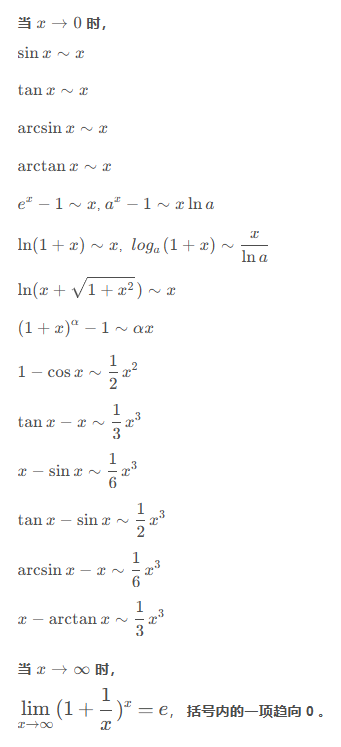 当 x → 0 时，
sin x ~ x
tan x ~ x
arcsin x ~ x
arctan x ~ x
e^x − 1 ~ x, a^x − 1 ~ x ln a
ln(1 + x) ~ x, log_a(1 + x) ~ x/ln a
ln(x + √(1 + x²)) ~ x
(1 + x)^α − 1 ~ αx
1 − cos x ~ 1/2 x²
tan x − x ~ 1/3 x³
x − sin x ~ 1/6 x³
tan x − sin x ~ 1/2 x³
arcsin x − x ~ 1/6 x³
x − arctan x ~ 1/3 x³
当 x → ∞ 时，
lim_{x→∞} (1 + 1/x)^x = e， 括号内的一项趋向 0 。